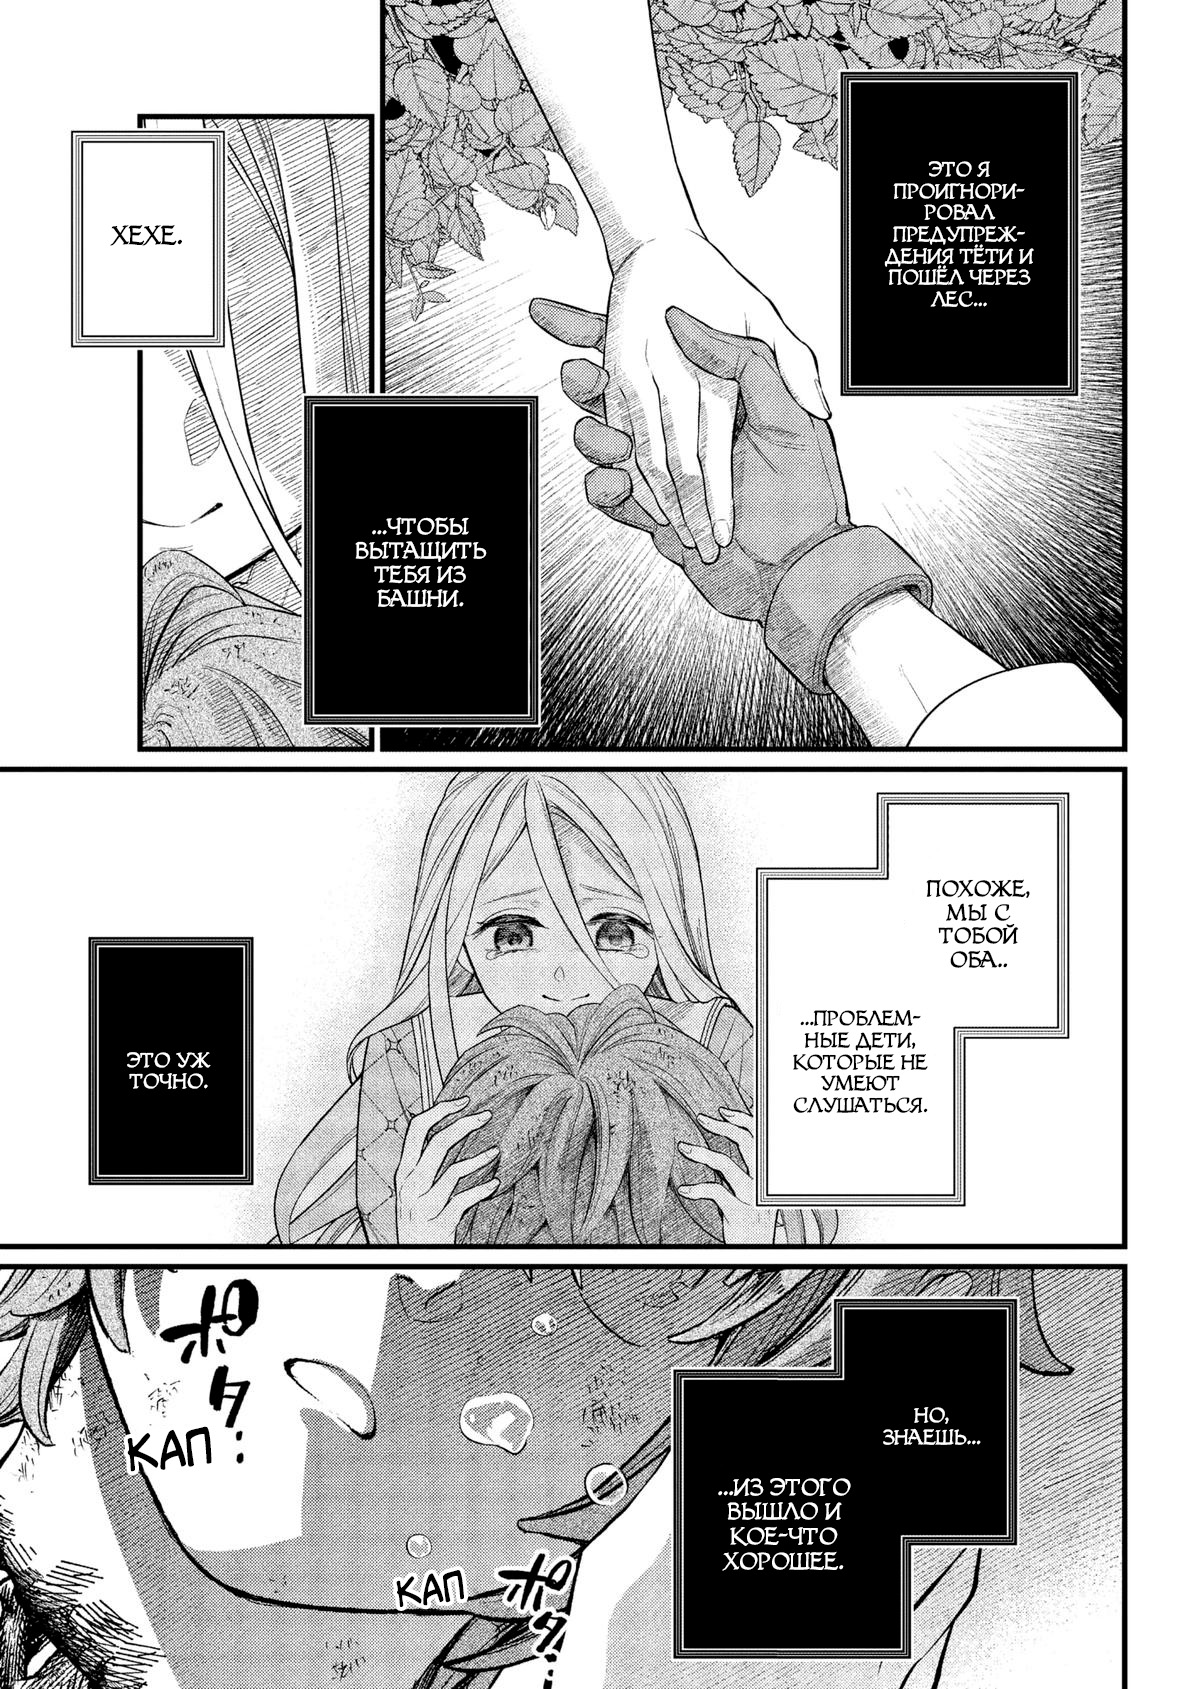 ЭТО Я
ПРОИГНОРИ-
РОВАЛ
ПРЕДУПРЕЖ-
ДЕНИЯ ТЁТИ И
ПОШЁЛ ЧЕРЕЗ
ЛЕС...
...ЧТОБЫ
ВЫТАЩИТЬ
ТЕБЯ ИЗ
БАШНИ.
ХЕХЕ.
ПОХОЖЕ,
МЫ С
ТОБОЙ
ОБА..
...ПРОБЛЕМ-
НЫЕ ДЕТИ,
КОТОРЫЕ НЕ
УМЕЮТ
СЛУШАТЬСЯ.
ЭТО УЖ
ТОЧНО.
НО,
ЗНАЕШЬ...
...ИЗ ЭТОГО
ВЫШЛО И
КОЕ-ЧТО
ХОРОШЕЕ.
ポタ…
КАП
КАП
ポタ…